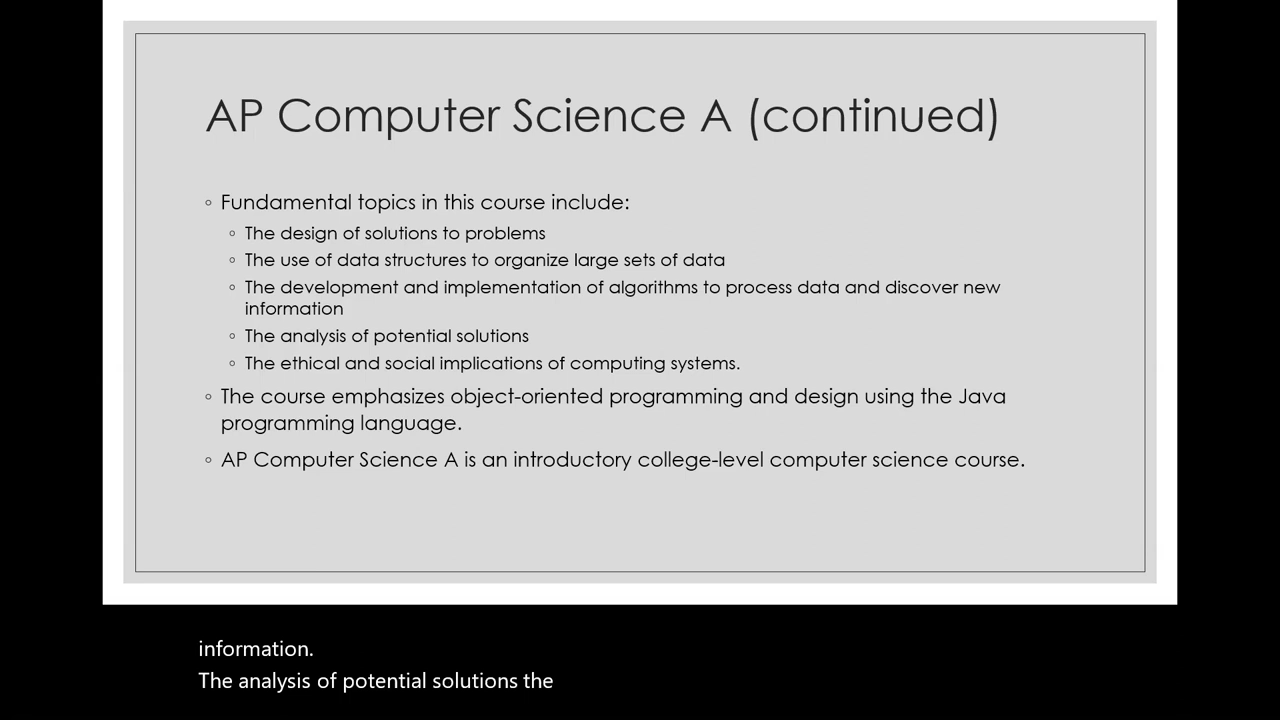 AP Computer Science A (continued)
◦ Fundamental topics in this course include:
◦ The design of solutions to problems
◦ The use of data structures to organize large sets of data
◦ The development and implementation of algorithms to process data and discover new
information
◦ The analysis of potential solutions
◦ The ethical and social implications of computing systems.
◦ The course emphasizes object-oriented programming and design using the Java
programming language.
◦ AP Computer Science A is an introductory college-level computer science course.
information.
The analysis of potential solutions the